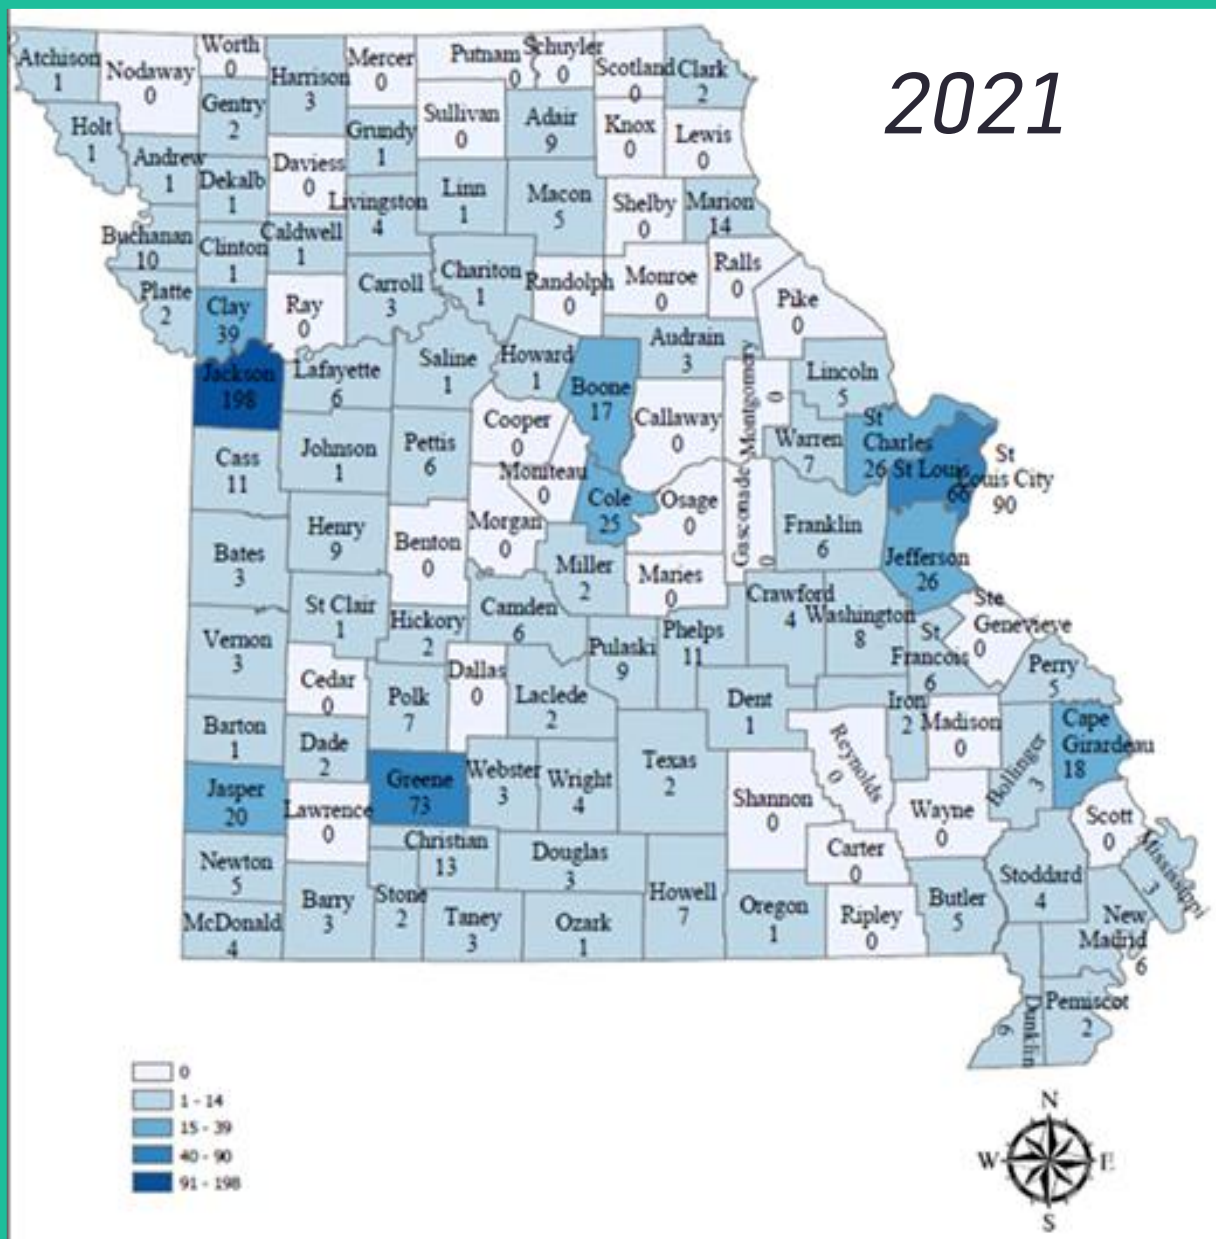 2021
Atchison
1
Nodaway
0
Worth
0
Harrison
3
Mercer
0
Putnam
0
Schuyler
0
Scotland
0
Clark
2
Holt
1
Gentry
2
Grundy
1
Sullivan
0
Adair
9
Knox
0
Lewis
0
Andrew
1
Dekalb
1
Daviess
0
Livingston
4
Linn
1
Macon
5
Shelby
0
Marion
14
Buchanan
10
Clinton
1
Caldwell
1
Carroll
3
Chariton
1
Randolph
0
Monroe
0
Ralls
0
Pike
0
Platte
2
Clay
39
Ray
0
Jackson
198
Lafayette
6
Saline
1
Howard
1
Boone
17
Audrain
3
Montgomery
0
Lincoln
5
Cooper
0
Callaway
0
Warren
7
St
Charles
26
St Louis
66
St
Louis City
90
Cass
11
Johnson
1
Pettis
6
Moniteau
0
Cole
25
Osage
0
Gasconade
0
Franklin
6
Jefferson
26
Henry
9
Benton
0
Morgan
0
Miller
2
Maries
0
Bates
3
St Clair
1
Hickory
2
Camden
6
Pulaski
9
Phelps
11
Crawford
4
Washington
8
Ste
Genevieve
0
St
Francois
6
Perry
5
Vernon
3
Cedar
0
Polk
7
Dallas
0
Laclede
2
Dent
1
Iron
2
Madison
0
Bollinger
3
Cape
Girardeau
18
Barton
1
Dade
2
Greene
73
Webster
3
Wright
4
Texas
2
Reynolds
0
Shannon
0
Wayne
0
Scott
0
Mississippi
3
Jasper
20
Lawrence
0
Christian
13
Douglas
3
Howell
7
Carter
0
Stoddard
4
Newton
5
Barry
3
Stone
2
Taney
3
Ozark
1
Oregon
1
Ripley
0
Butler
5
New
Madrid
6
McDonald
4
Dunklin
Pemiscot
2
0
1 - 14
15 - 39
40 - 90
91 - 198
N
W
E
S